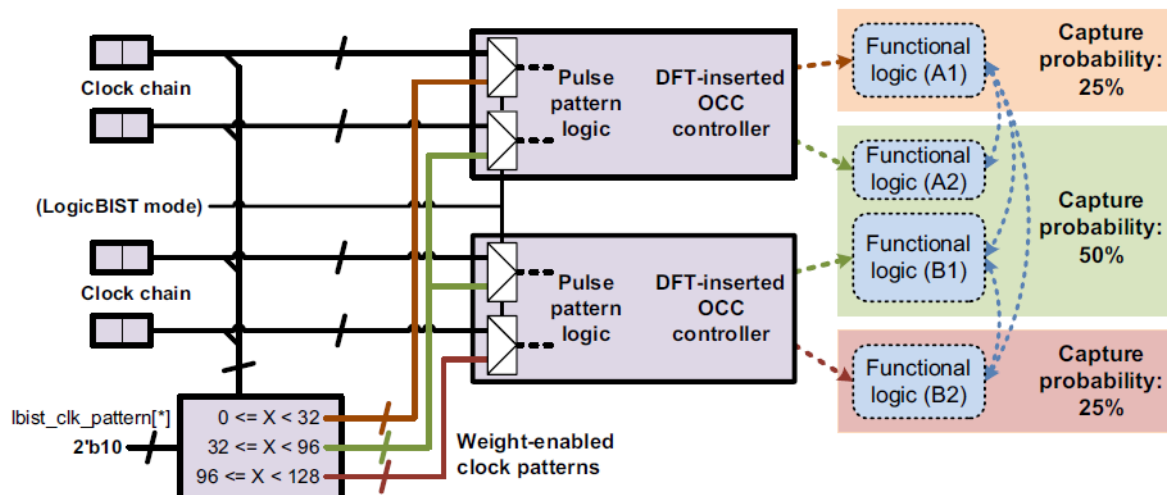 Clock chain
Pulse
pattern
logic
DFT-inserted
OCC
controller
Functional
logic (A1)
Capture
probability:
25%
Functional
logic (A2)
(LogicBIST mode)
Functional
logic (B1)
Capture
probability:
50%
Clock chain
Pulse
pattern
logic
DFT-inserted
OCC
controller
Functional
logic (B2)
Capture
probability:
25%
lbist_clk_pattern[*]
2'b10
0 <= X < 32
32 <= X < 96
96 <= X < 128
Weight-enabled
clock patterns